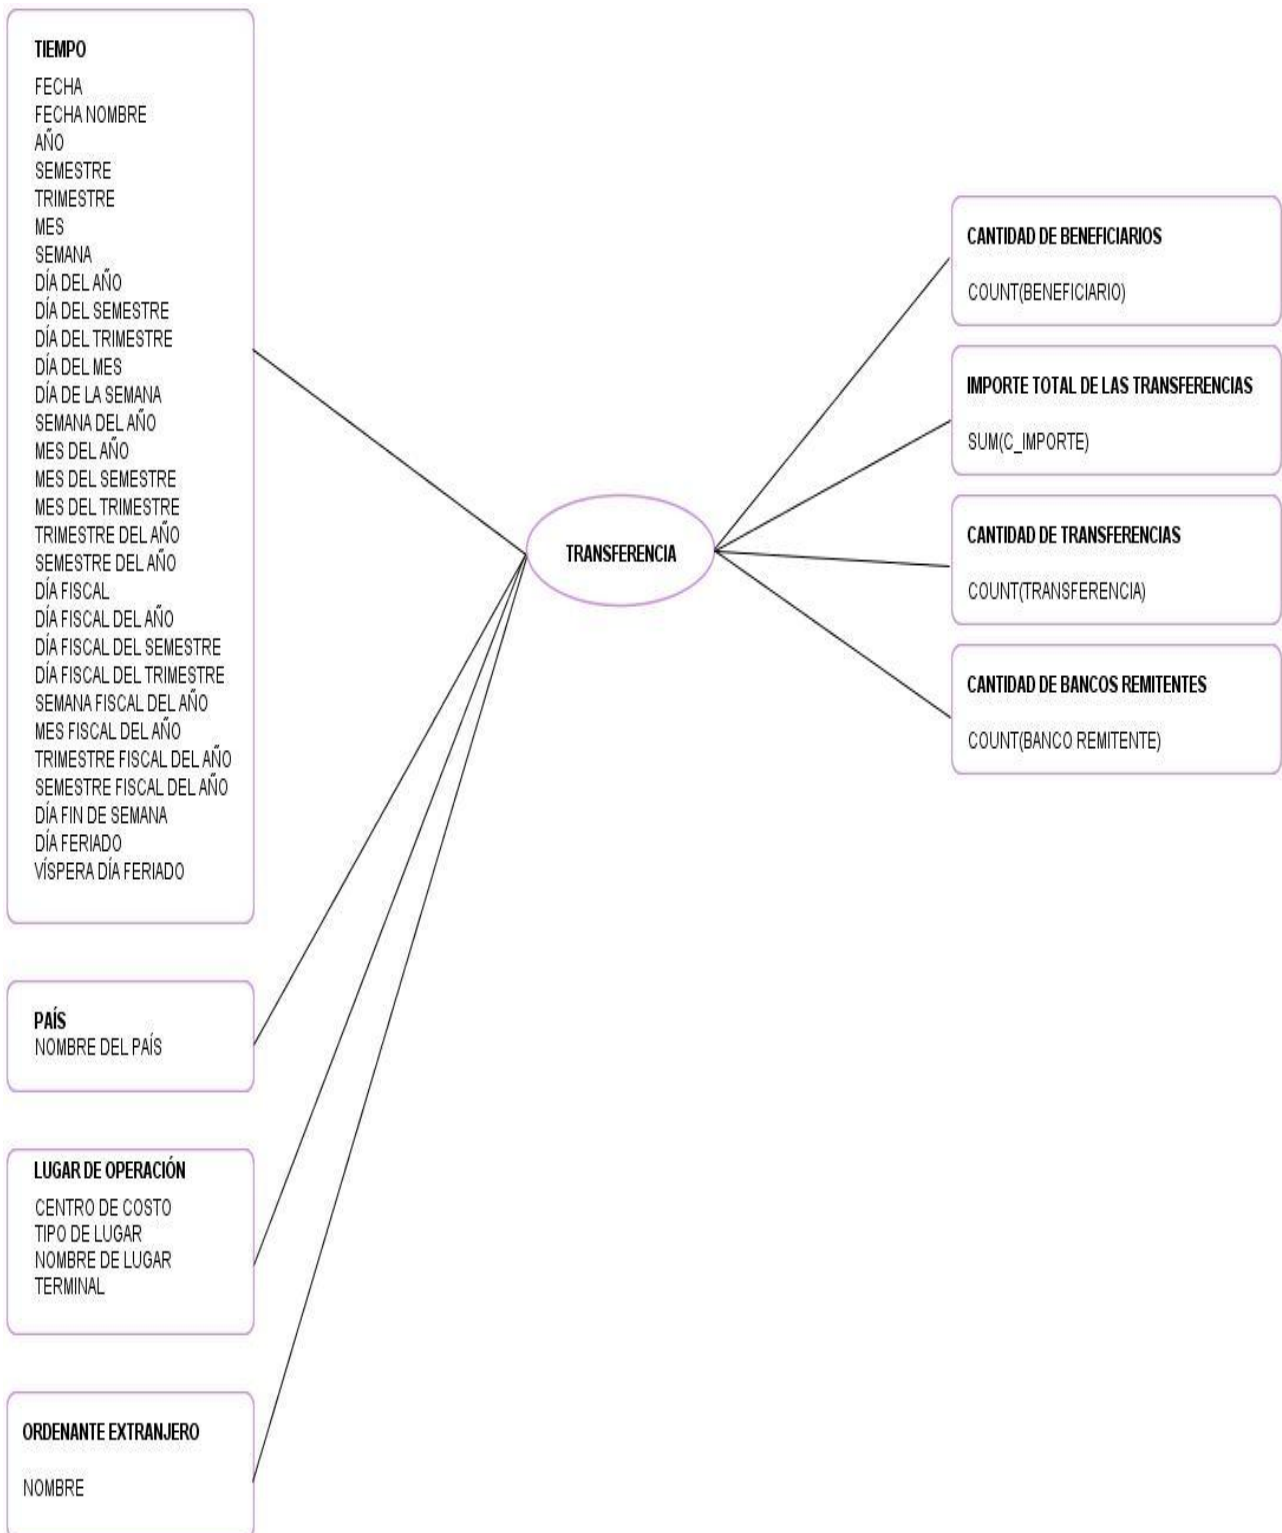 TIEMPO
FECHA
FECHA NOMBRE
AÑO
SEMESTRE
TRIMESTRE
MES
SEMANA
DÍA DEL AÑO
DÍA DEL SEMESTRE
DÍA DEL TRIMESTRE
DÍA DEL MES
DÍA DE LA SEMANA
SEMANA DEL AÑO
MES DEL AÑO
MES DEL SEMESTRE
MES DEL TRIMESTRE
TRIMESTRE DEL AÑO
SEMESTRE DEL AÑO
DÍA FISCAL
DÍA FISCAL DEL AÑO
DÍA FISCAL DEL SEMESTRE
DÍA FISCAL DEL TRIMESTRE
SEMANA FISCAL DEL AÑO
MES FISCAL DEL AÑO
TRIMESTRE FISCAL DEL AÑO
SEMESTRE FISCAL DEL AÑO
DÍA FIN DE SEMANA
DÍA FERIADO
VÍSPERA DÍA FERIADO
PAÍS
NOMBRE DEL PAÍS
LUGAR DE OPERACIÓN
CENTRO DE COSTO
TIPO DE LUGAR
NOMBRE DE LUGAR
TERMINAL
ORDENANTE EXTRANJERO
NOMBRE
TRANSFERENCIA
CANTIDAD DE BENEFICIARIOS
COUNT(BENEFICIARIO)
IMPORTE TOTAL DE LAS TRANSFERENCIAS
SUM(C_IMPORTE)
CANTIDAD DE TRANSFERENCIAS
COUNT(TRANSFERENCIA)
CANTIDAD DE BANCOS REMITENTES
COUNT(BANCO REMITENTE)